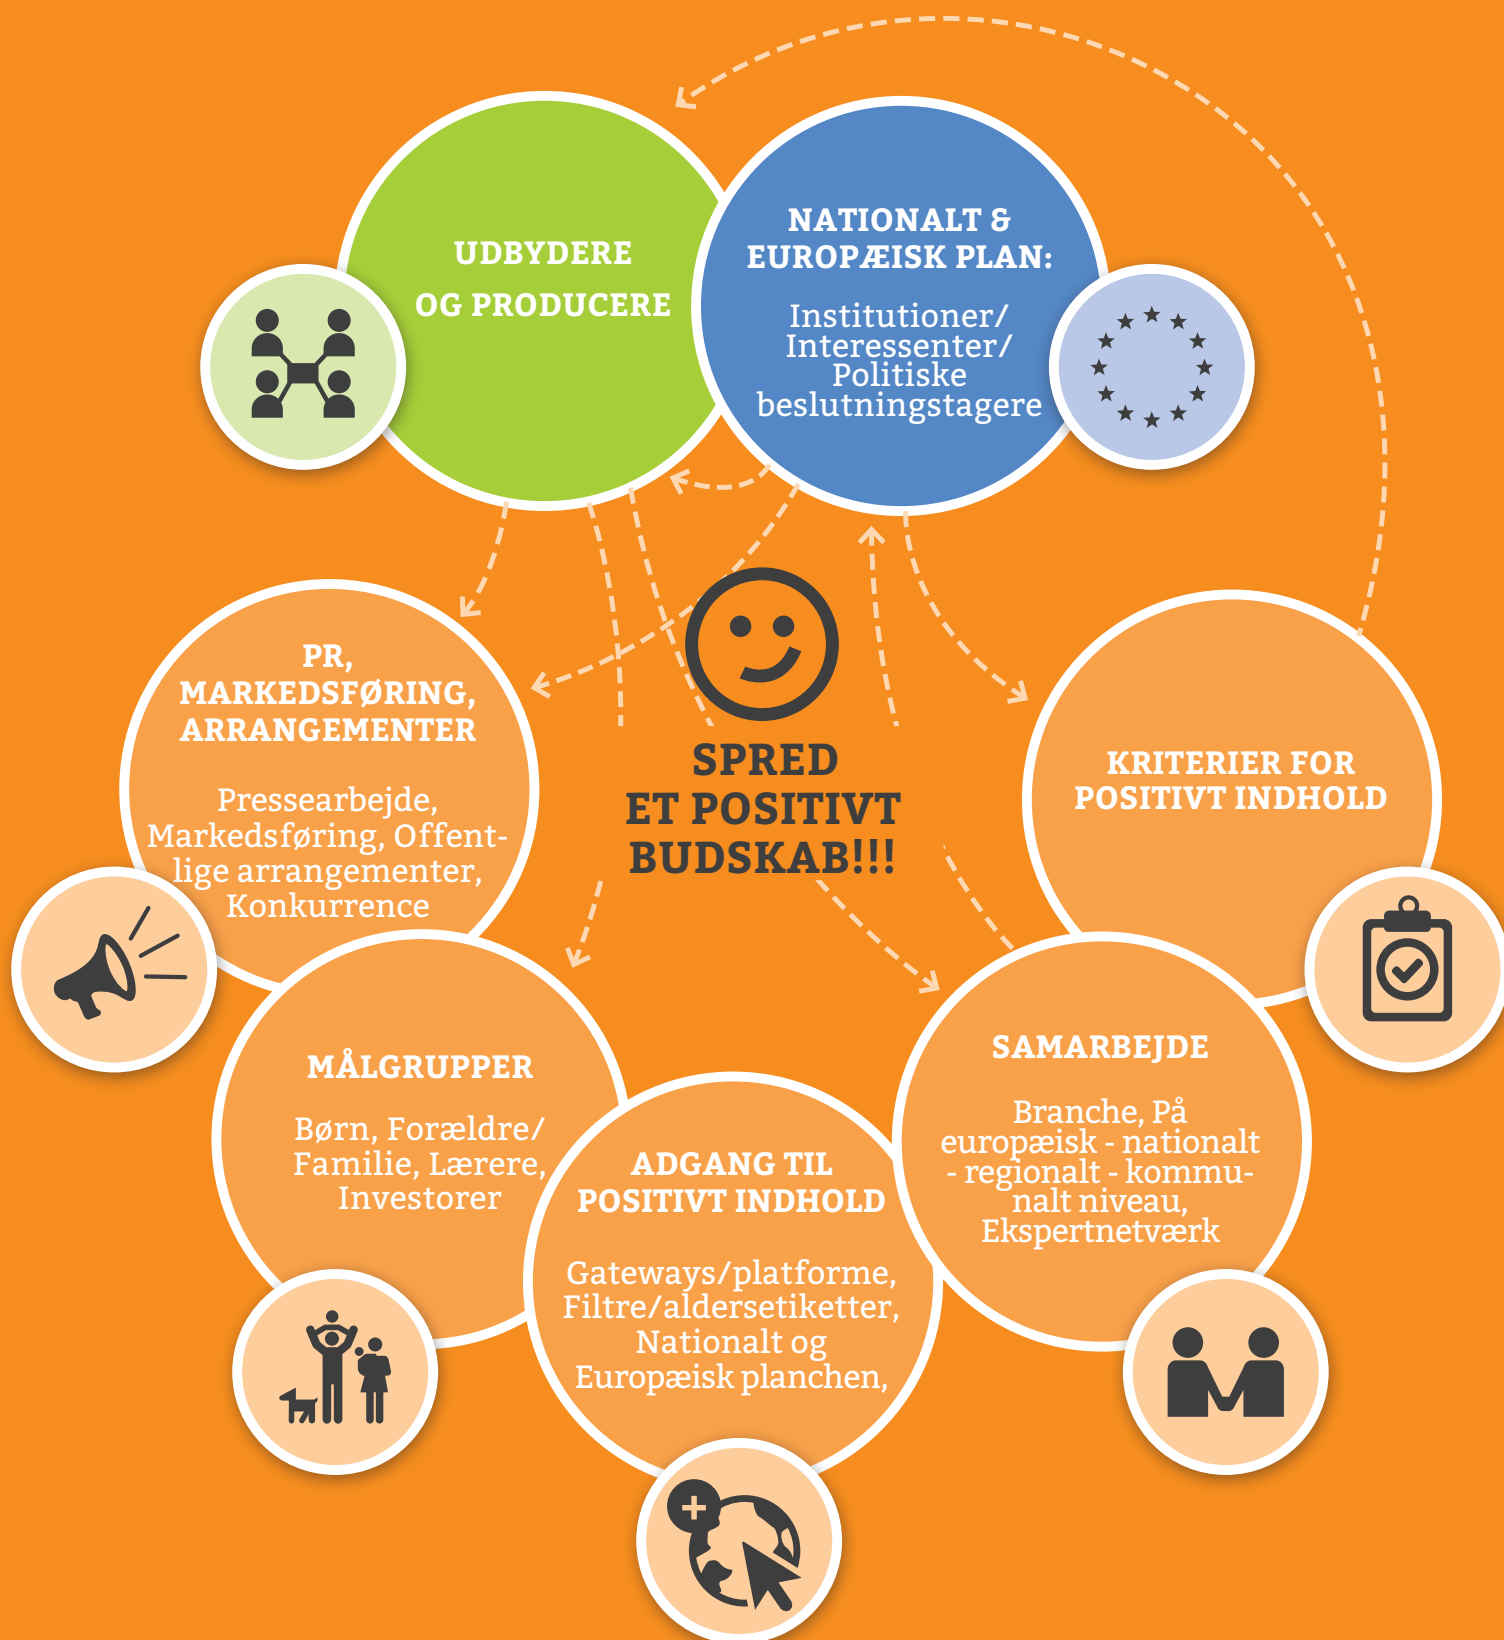 UDBYDERE
OG PRODUCERE
NATIONALT &
EUROPÆISK PLAN:
Institutioner/
Interessenter/
Politiske
beslutningstagere
PR,
MARKEDSFØRING,
ARRANGEMENTER
Pressearbejde,
Markedsføring, Offent-
lige arrangementer,
Konkurrence
SPRED
ET POSITIVT
BUDSKAB!!!
KRITERIER FOR
POSITIVT INDHOLD
MÅLGRUPPER
Børn, Forældre/
Familie, Lærere,
Investorer
ADGANG TIL
POSITIVT INDHOLD
Gateways/platforme,
Filtre/aldersetiketter,
Nationalt og
Europæisk planchen,
SAMARBEJDE
Branche, På
europæisk - nationalt
- regionalt - kommu-
nalt niveau,
Ekspertnetværk